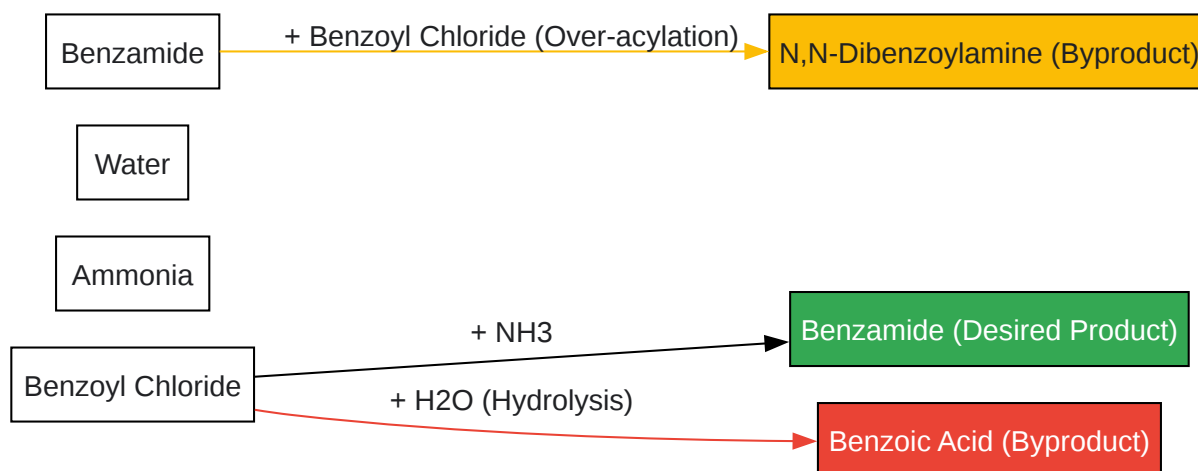 Benzamide
+ Benzoyl Chloride (Over-acylation)
N,N-Dibenzoylamine (Byproduct)
Water
Ammonia
Benzoyl Chloride
+ NH3
Benzamide (Desired Product)
+ H2O (Hydrolysis)
Benzoic Acid (Byproduct)